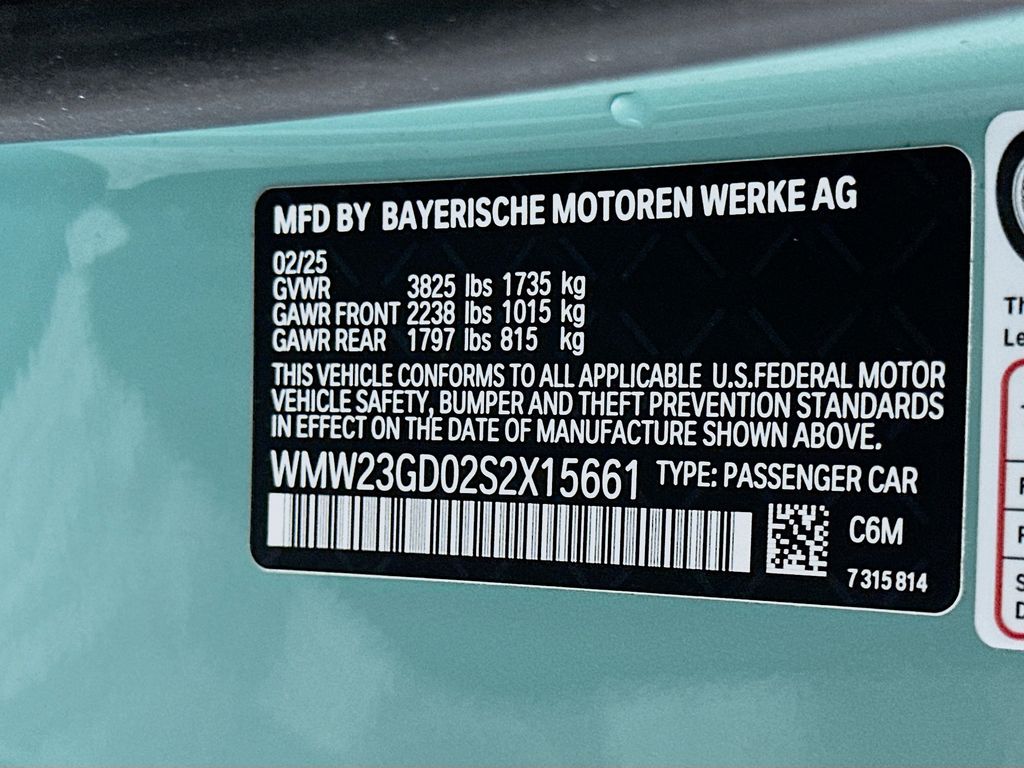 MFD BY BAYERISCHE MOTOREN WERKE AG
02/25
GVWR 3825 lbs 1735 kg
GAWR FRONT 2238 lbs 1015 kg
GAWR REAR 1797 lbs 815 kg
THIS VEHICLE CONFORMS TO ALL APPLICABLE U.S.FEDERAL MOTOR
VEHICLE SAFETY, BUMPER AND THEFT PREVENTION STANDARDS
IN EFFECT ON THE DATE OF MANUFACTURE SHOWN ABOVE.
WMW23GD02S2X15661 TYPE: PASSENGER CAR
C6M
7 315 814